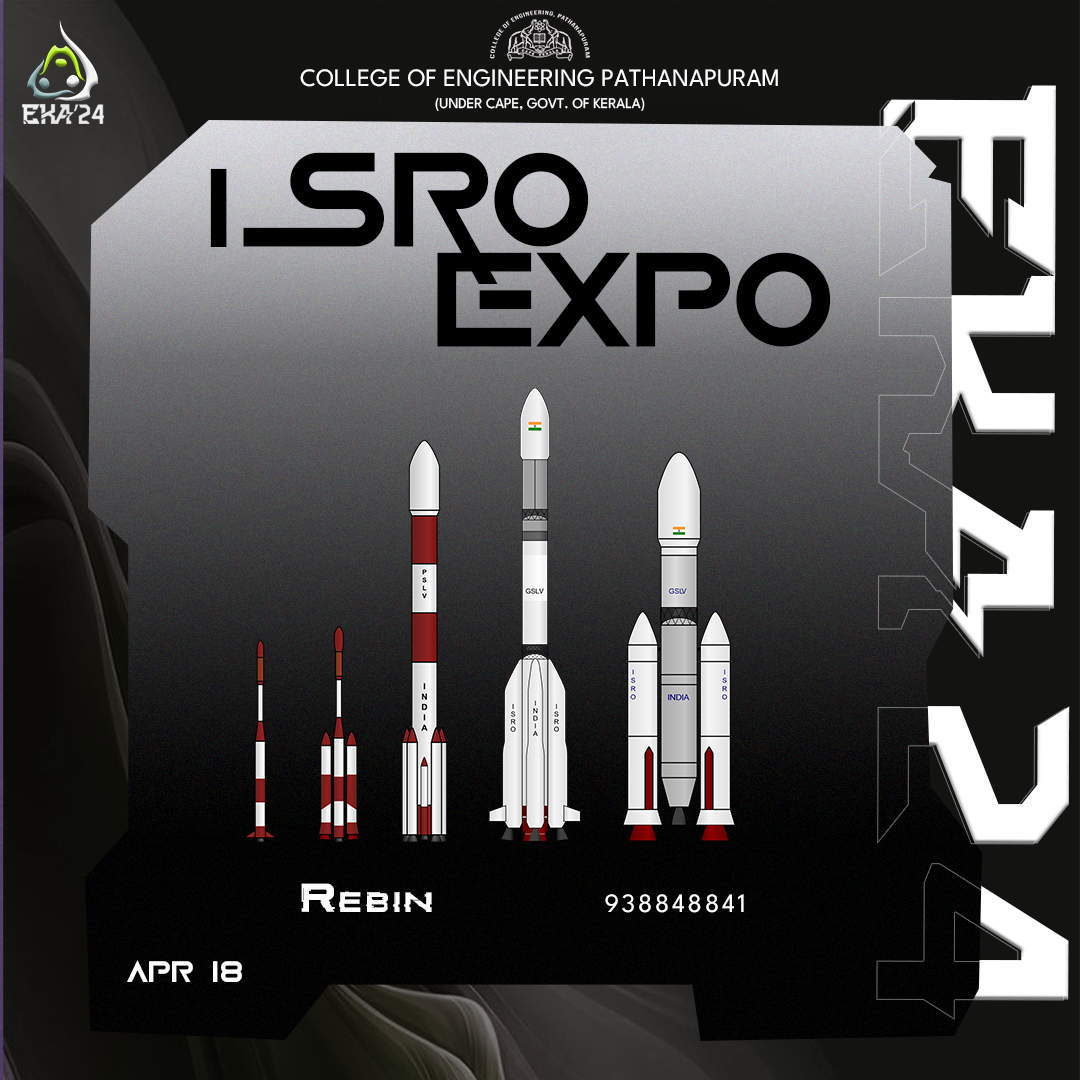 COLLEGE OF ENGINEERING, PATHANAPURAM
COLLEGE OF ENGINEERING PATHANAPURAM
(UNDER CAPE, GOVT. OF KERALA)
EKA'24
ISRO
EXPO
EKA 24
PSLV
INDIA
GSLV
ISRO
INDIA
ISRO
GSLV
ISRO
INDIA
ISRO
REBIN
938848841
APR 18